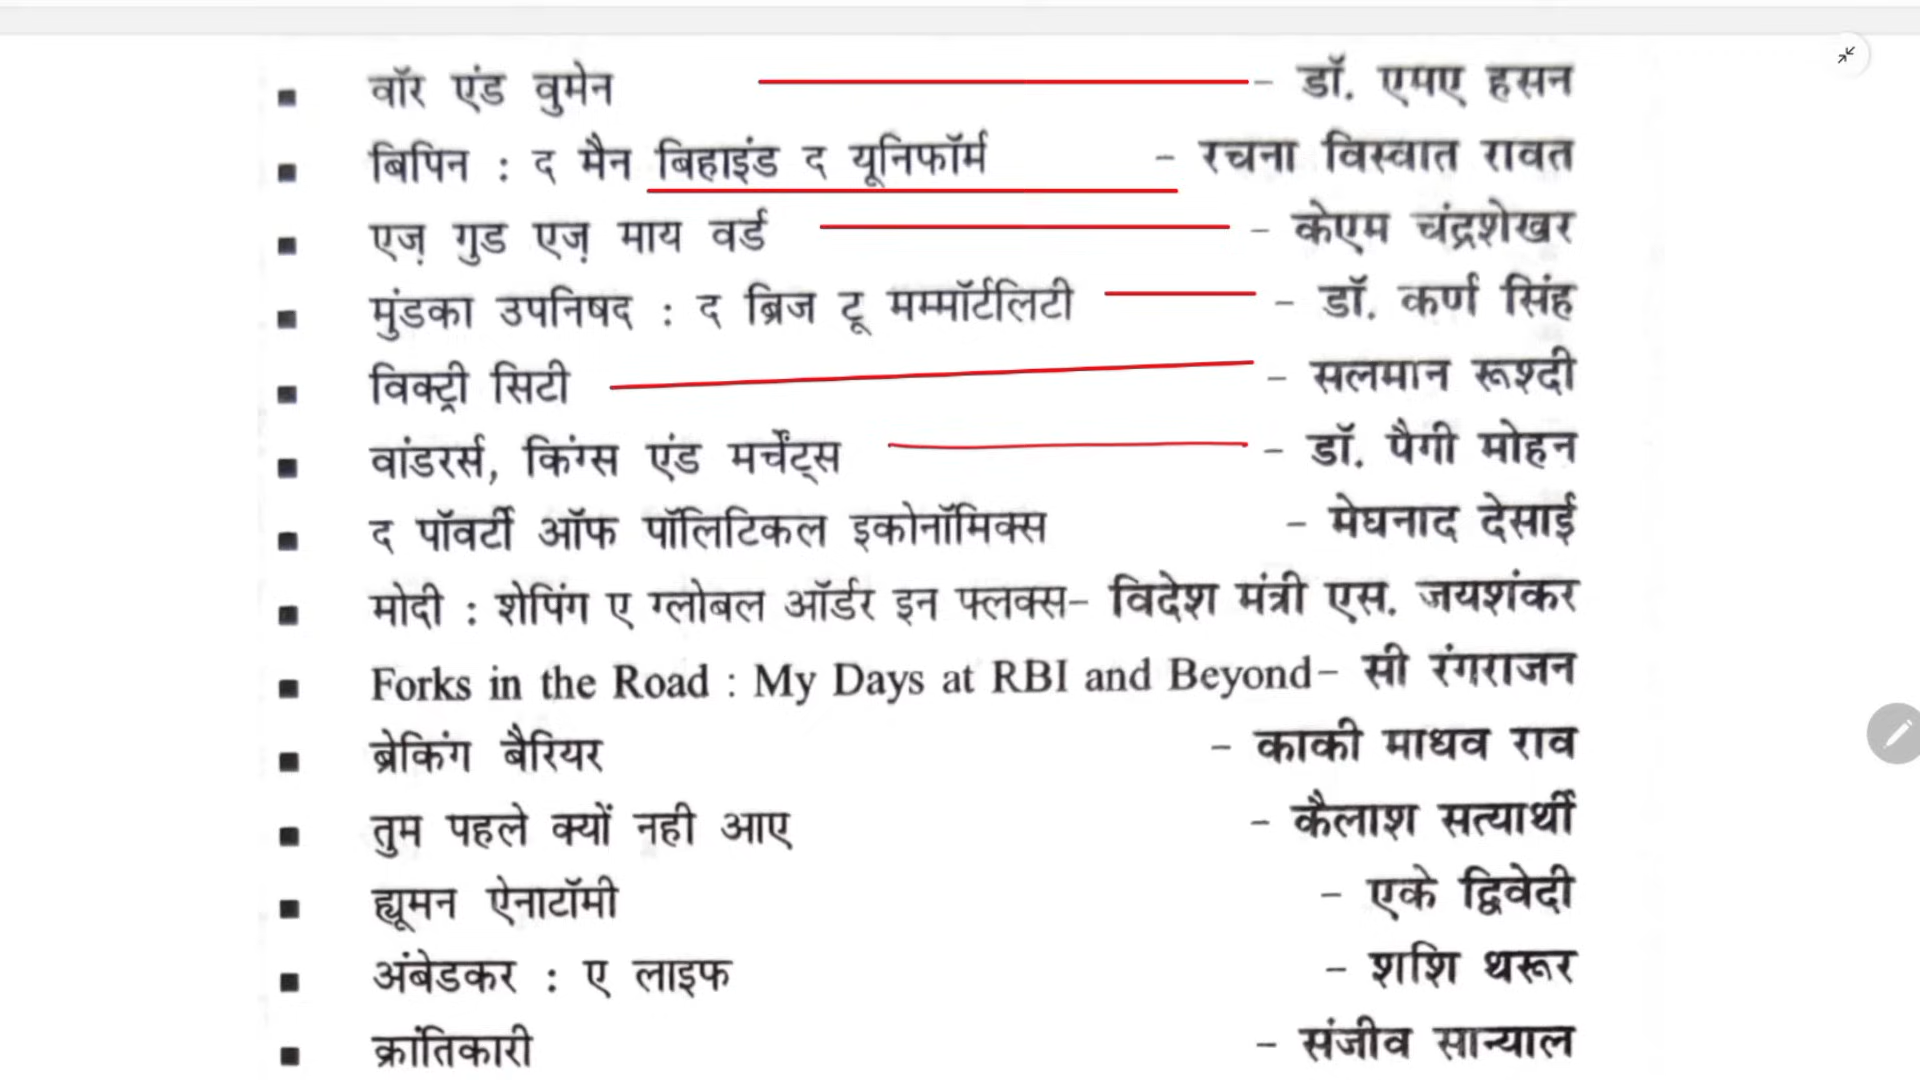 ▪ वॉर एंड वुमेन – डॉ. एमए हसन
▪ बिपिन : द मैन बिहाइंड द यूनिफॉर्म – रचना विस्वात रावत
▪ एज़ गुड एज़ माय वर्ड – केएम चंद्रशेखर
▪ मुंडका उपनिषद : द ब्रिज टू मम्मॉर्टलिटी – डॉ. कर्ण सिंह
▪ विक्ट्री सिटी – सलमान रूश्दी
▪ वांडरर्स, किंग्स एंड मर्चेंट्स – डॉ. पैगी मोहन
▪ द पॉवर्टी ऑफ पॉलिटिकल इकोनॉमिक्स – मेघनाद देसाई
▪ मोदी : शेपिंग ए ग्लोबल ऑर्डर इन फ्लक्स– विदेश मंत्री एस. जयशंकर
▪ Forks in the Road : My Days at RBI and Beyond– सी रंगराजन
▪ ब्रेकिंग बैरियर – काकी माधव राव
▪ तुम पहले क्यों नही आए – कैलाश सत्यार्थी
▪ ह्यूमन ऐनाटॉमी – एके द्विवेदी
▪ अंबेडकर : ए लाइफ – शशि थरूर
▪ क्रांतिकारी – संजीव सान्याल